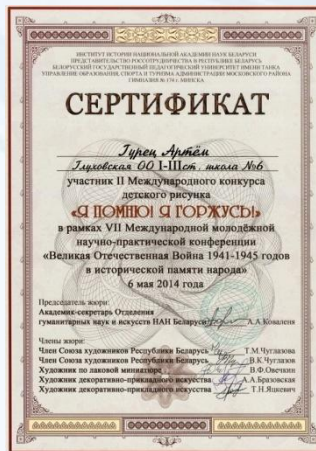 ИНСТИТУТ ИСТОРИИ НАЦИОНАЛЬНОЙ АКАДЕМИИ НАУК БЕЛАРУСИ
ПРЕДСТАВИТЕЛЬСТВО РОССОТРУДНИЧЕСТВА В РЕСПУБЛИКЕ БЕЛАРУСЬ
БЕЛОРУССКИЙ ГОСУДАРСТВЕННЫЙ ПЕДАГОГИЧЕСКИЙ УНИВЕРСИТЕТ ИМЕНИ ТАНКА
УПРАВЛЕНИЕ ОБРАЗОВАНИЯ, СПОРТА И ТУРИЗМА АДМИНИСТРАЦИИ МОСКОВСКОГО РАЙОНА
ГИМНАЗИЯ № 174 г. МИНСКА
СЕРТИФИКАТ
Гурец Артём
Глуховская ОО I-IIIст. школа №6
участник II Международного конкурса
детского рисунка
«Я ПОМНЮ! Я ГОРЖУСЬ!»
в рамках VII Международной молодёжной
научно-практической конференции
«Великая Отечественная Война 1941-1945 годов
в исторической памяти народа»
6 мая 2014 года
Председатель жюри:
Академик-секретарь Отделения
гуманитарных наук и искусств НАН Беларуси А.А.Коваленя
Члены жюри:
Член Союза художников Республики Беларусь Т.М.Чуглазова
Член Союза художников Республики Беларусь В.К.Чуглазов
Художник по лаковой миниатюре В.Ф.Овечкин
Художник декоративно-прикладного искусства А.А.Бразовская
Художник декоративно-прикладного искусства Т.Н.Яцкевич